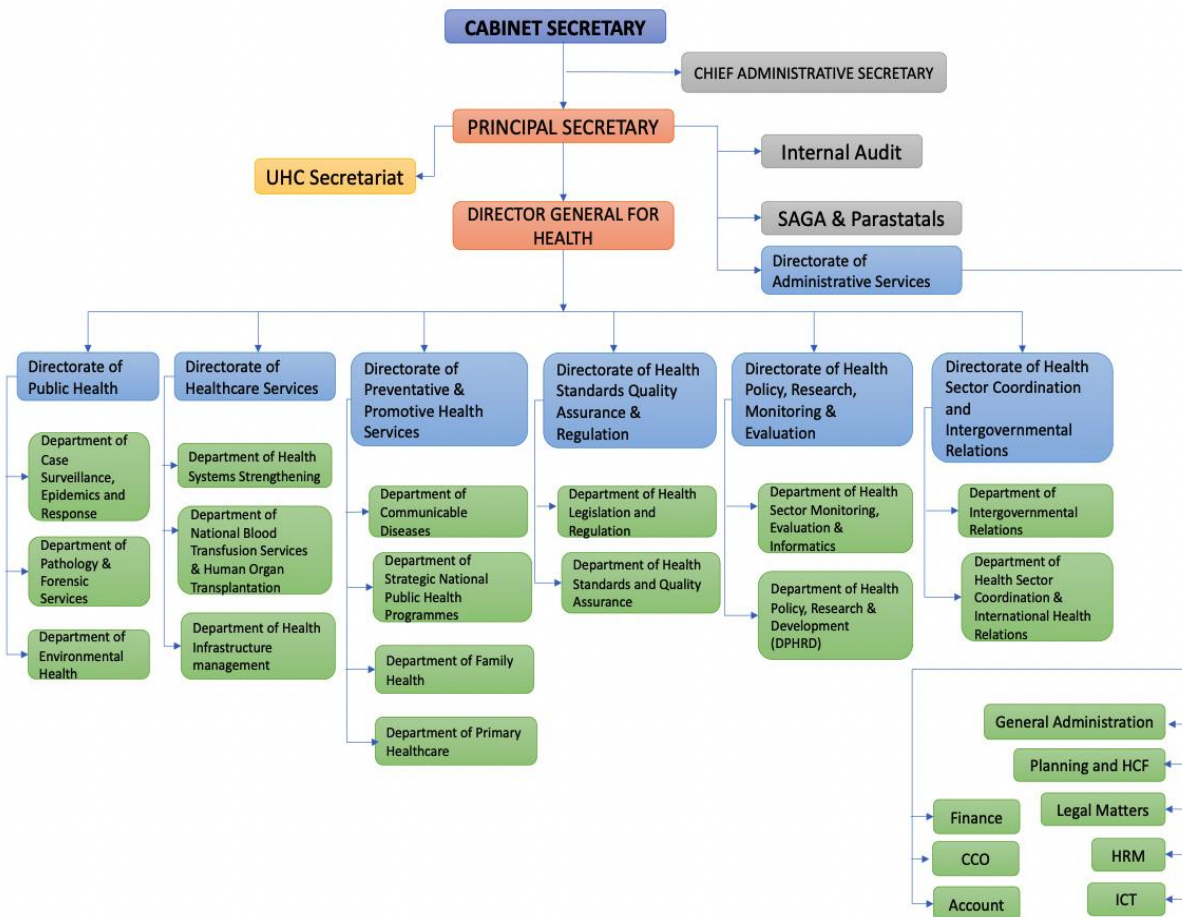 CABINET SECRETARY
CHIEF ADMINISTRATIVE SECRETARY
PRINCIPAL SECRETARY
Internal Audit
UHC Secretariat
DIRECTOR GENERAL FOR
HEALTH
SAGA & Parastatals
Directorate of
Administrative Services
Directorate of
Public Health
Directorate of
Healthcare Services
Directorate of
Preventative &
Promotive Health
Services
Directorate of Health
Standards Quality
Assurance &
Regulation
Directorate of Health
Policy, Research,
Monitoring &
Evaluation
Directorate of Health
Sector Coordination
and
Intergovernmental
Relations
Department of
Case
Surveillance,
Epidemics and
Response
Department of
Pathology &
Forensic
Services
Department of
Environmental
Health
Department of Health
Systems Strengthening
Department of
National Blood
Transfusion Services
& Human Organ
Transplantation
Department of Health
Infrastructure
management
Department of
Communicable
Diseases
Department of
Strategic National
Public Health
Programmes
Department of Family
Health
Department of Primary
Healthcare
Department of Health
Legislation and
Regulation
Department of Health
Standards and Quality
Assurance
Department of Health
Sector Monitoring,
Evaluation &
Informatics
Department of Health
Policy, Research &
Development
(DPHRD)
Department of
Intergovernmental
Relations
Department of
Health Sector
Coordination &
International Health
Relations
General Administration
Planning and HCF
Legal Matters
HRM
ICT
Finance
CCO
Account